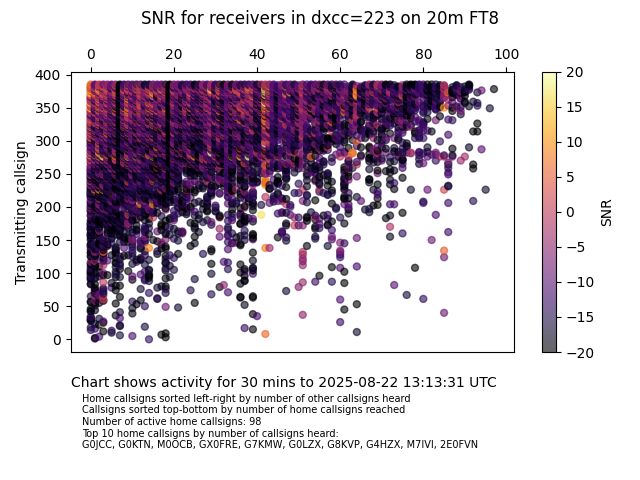 SNR for receivers in dxcc=223 on 20m FT8
0 20 40 60 80 100
400
350
300
250
200
150
100
50
0
Transmitting callsign
20
15
10
5
0
−5
−10
−15
−20
SNR
Chart shows activity for 30 mins to 2025-08-22 13:13:31 UTC
Home callsigns sorted left-right by number of other callsigns heard
Callsigns sorted top-bottom by number of home callsigns reached
Number of active home callsigns: 98
Top 10 home callsigns by number of callsigns heard:
G0JCC, G0KTN, M0OCB, GX0FRE, G7KMW, G0LZX, G8KVP, G4HZX, M7IVI, 2E0FVN